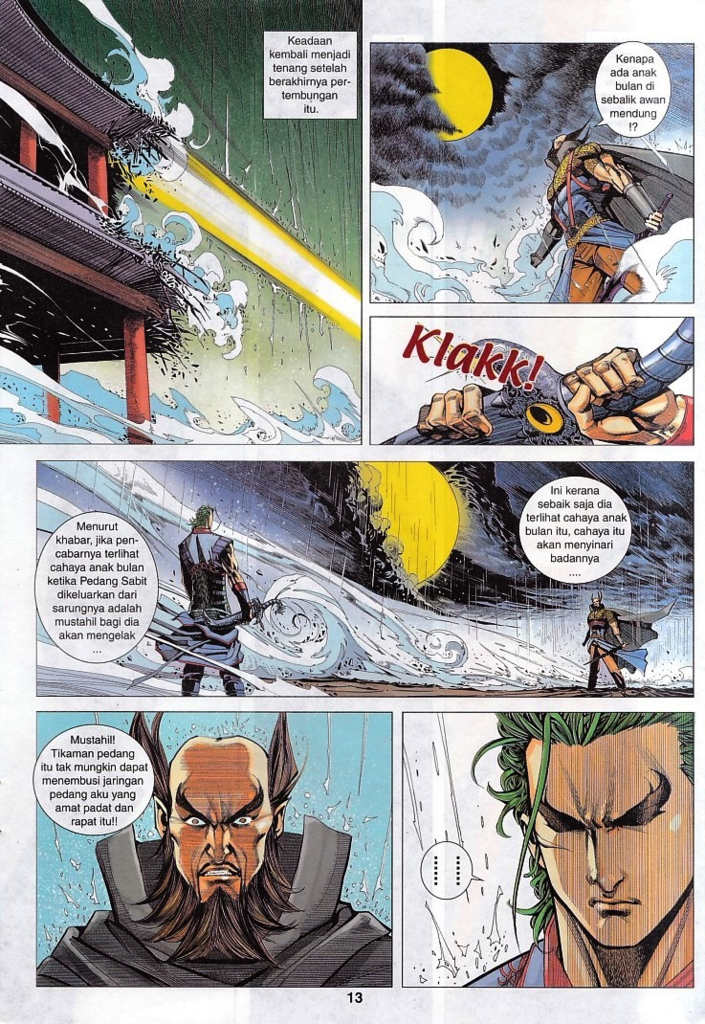 Keadaan
kembali menjadi
tenang setelah
berakhirnya per-
tembungan
itu.
Kenapa
ada anak
bulan di
sebalik awan
mendung
!?
Klakk!
Menurut
khabar, jika pen-
cabarnya terlihat
cahaya anak bulan
ketika Pedang Sabit
dikeluarkan dari
sarungnya adalah
mustahil bagi dia
akan mengelak
...
Ini kerana
sebaik saja dia
terlihat cahaya anak
bulan itu, cahaya itu
akan menyinari
badannya
....
Mustahil!
Tikaman pedang
itu tak mungkin dapat
menembusi jaringan
pedang aku yang
amat padat dan
rapat itu!!
13